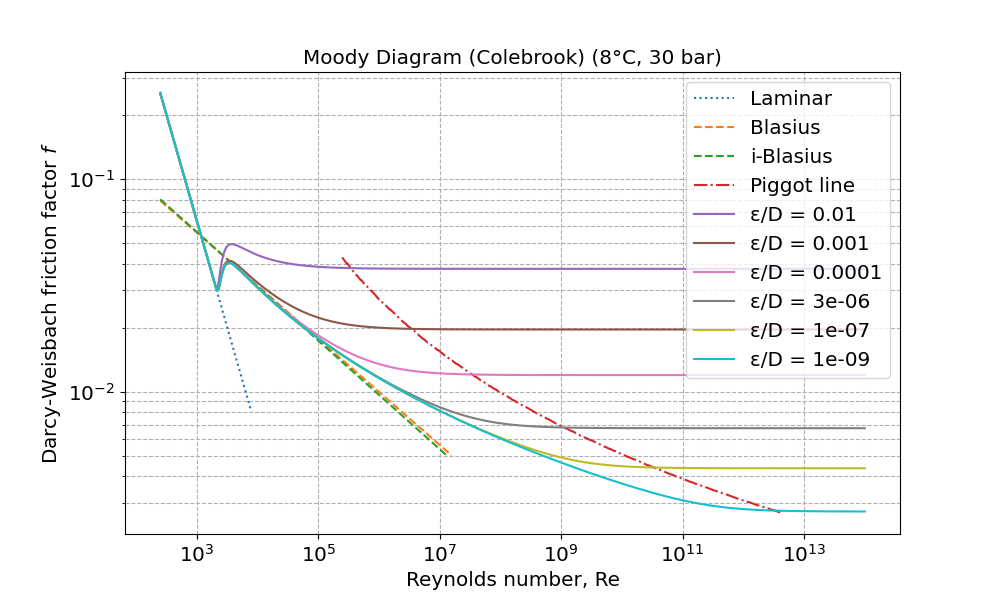 Moody Diagram (Colebrook) (8°C, 30 bar)
Darcy-Weisbach friction factor f
10⁻¹
10⁻²
Laminar
Blasius
i-Blasius
Piggot line
ε/D = 0.01
ε/D = 0.001
ε/D = 0.0001
ε/D = 3e-06
ε/D = 1e-07
ε/D = 1e-09
10³ 10⁵ 10⁷ 10⁹ 10¹¹ 10¹³
Reynolds number, Re